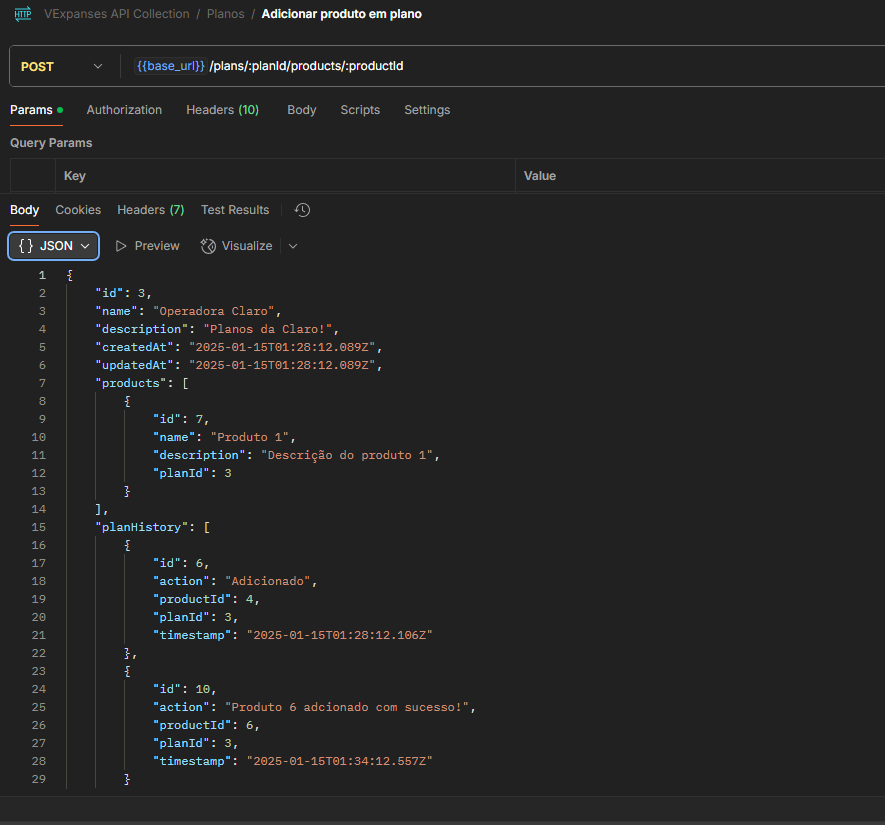 HTTP VExpanses API Collection / Planos / Adicionar produto em plano
POST {{base_url}} /plans/:planId/products/:productId
Params Authorization Headers (10) Body Scripts Settings
Query Params
Key Value
Body Cookies Headers (7) Test Results
{} JSON Preview Visualize
1 {
2 "id": 3,
3 "name": "Operadora Claro",
4 "description": "Planos da Claro!",
5 "createdAt": "2025-01-15T01:28:12.089Z",
6 "updatedAt": "2025-01-15T01:28:12.089Z",
7 "products": [
8 {
9 "id": 7,
10 "name": "Produto 1",
11 "description": "Descrição do produto 1",
12 "planId": 3
13 }
14 ],
15 "planHistory": [
16 {
17 "id": 6,
18 "action": "Adicionado",
19 "productId": 4,
20 "planId": 3,
21 "timestamp": "2025-01-15T01:28:12.106Z"
22 },
23 {
24 "id": 10,
25 "action": "Produto 6 adcionado com sucesso!",
26 "productId": 6,
27 "planId": 3,
28 "timestamp": "2025-01-15T01:34:12.557Z"
29 }